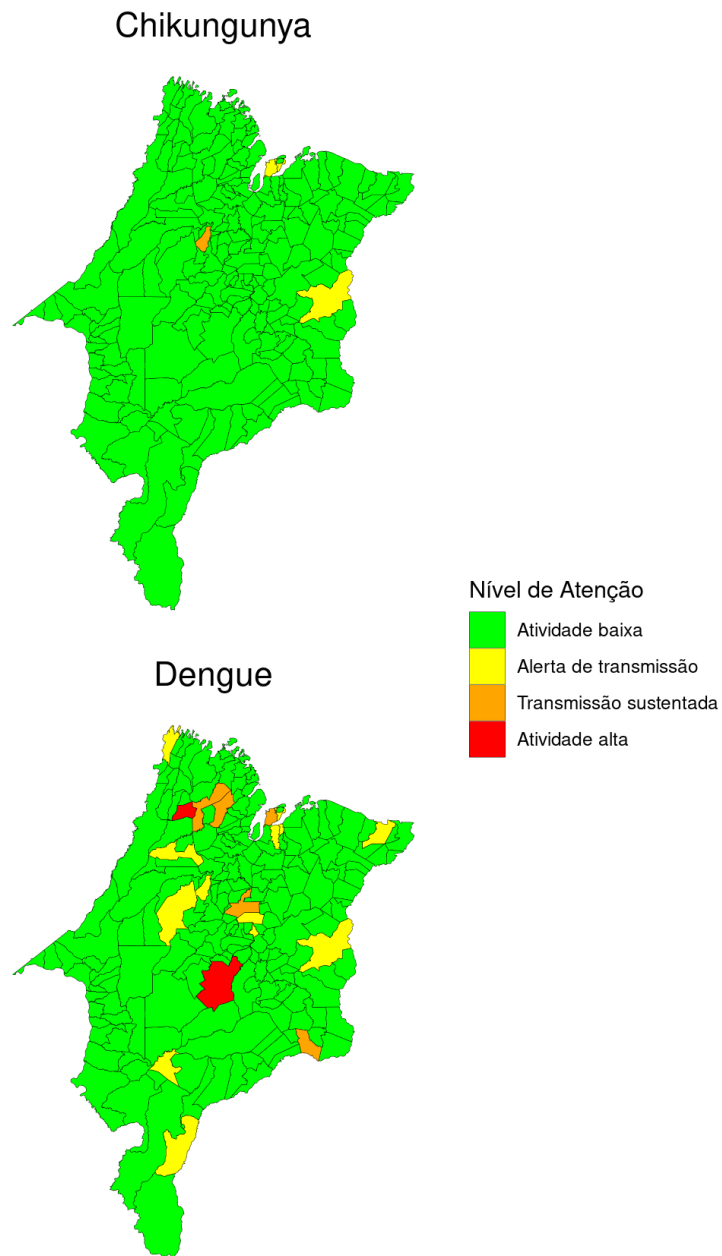 Chikungunya
Nível de Atenção
Atividade baixa
Alerta de transmissão
Transmissão sustentada
Atividade alta
Dengue